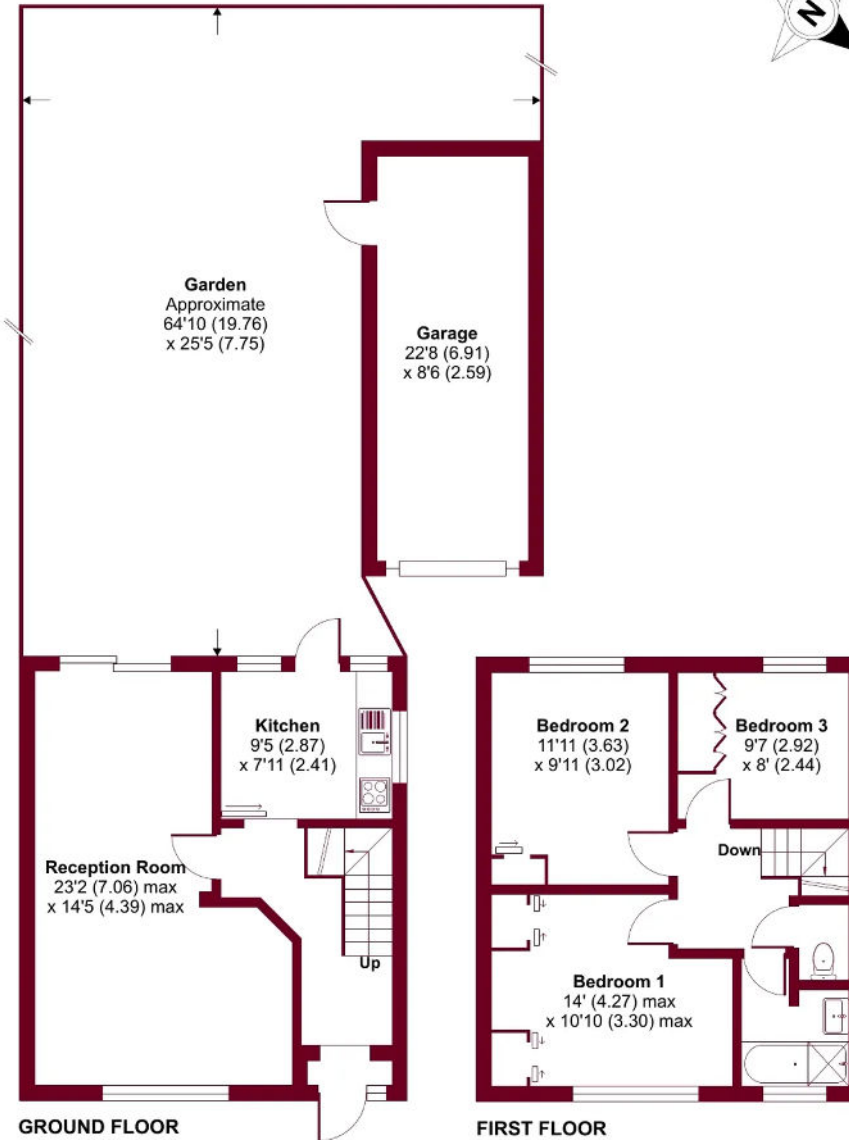 N
Garden
Approximate
64'10 (19.76)
x 25'5 (7.75)
Garage
22'8 (6.91)
x 8'6 (2.59)
Kitchen
9'5 (2.87)
x 7'11 (2.41)
Reception Room
23'2 (7.06) max
x 14'5 (4.39) max
Up
GROUND FLOOR
Bedroom 2
11'11 (3.63)
x 9'11 (3.02)
Bedroom 3
9'7 (2.92)
x 8' (2.44)
Down
Bedroom 1
14' (4.27) max
x 10'10 (3.30) max
FIRST FLOOR